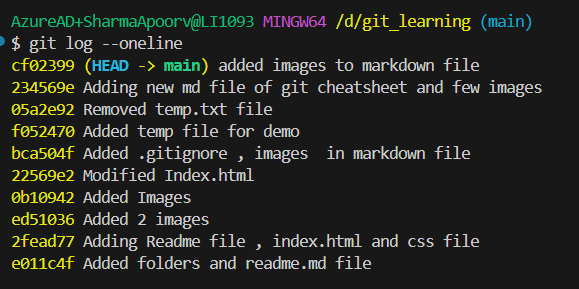 AzureAD+SharmaApoorv@LI1093 MINGW64 /d/git_learning (main)
$ git log --oneline
cf02399 (HEAD -> main) added images to markdown file
234569e Adding new md file of git cheatsheet and few images
05a2e92 Removed temp.txt file
f052470 Added temp file for demo
bca504f Added .gitignore , images  in markdown file
22569e2 Modified Index.html
0b10942 Added Images
ed51036 Added 2 images
2fead77 Adding Readme file , index.html and css file
e011c4f Added folders and readme.md file